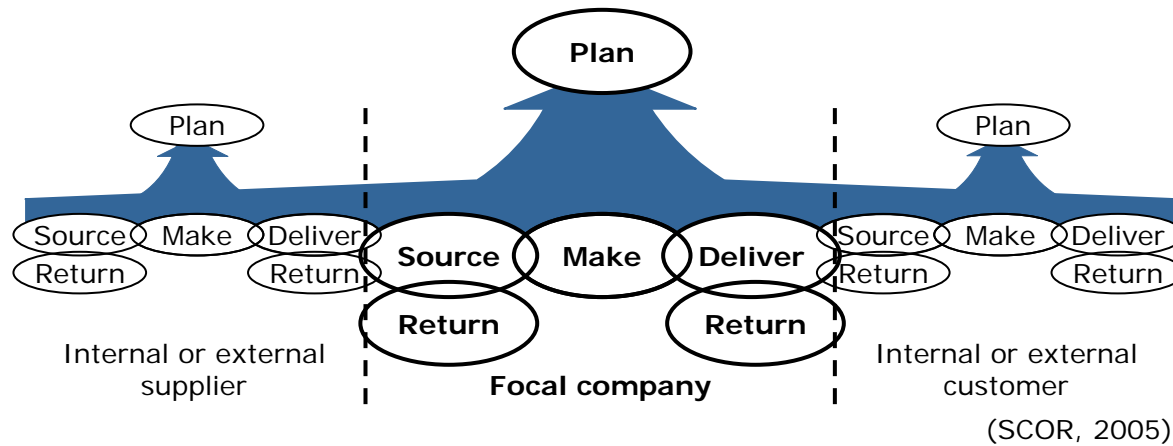 Plan
Plan
Plan
Source Make Deliver Source Make Deliver Source Make Deliver
Return Return Return Return Return Return
Internal or external
supplier
Focal company
Internal or external
customer
(SCOR, 2005)